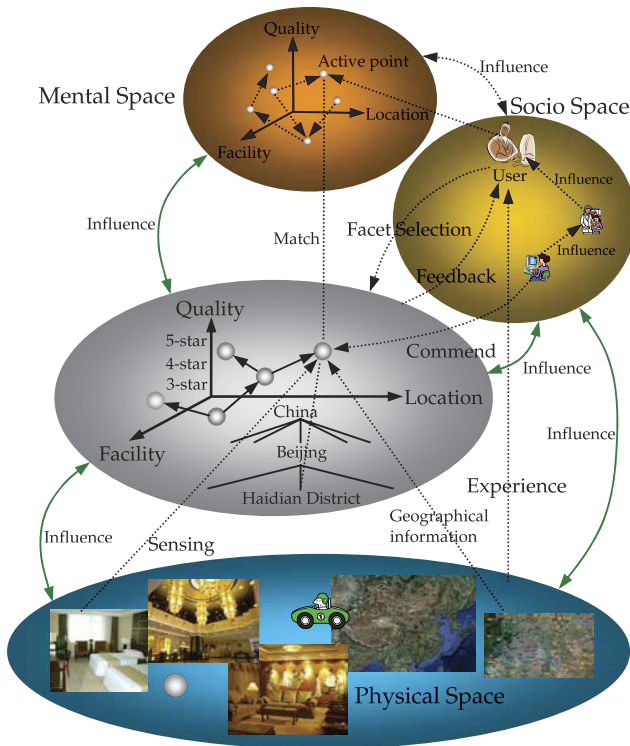 Quality
Active point
Mental Space
Location
Facility
Influence
Socio Space
User
Influence
Influence
Influence
Match
Facet Selection
Feedback
Quality
5-star
4-star
3-star
Commend
Location
Influence
China
Facility
Beijing
Haidian District
Influence
Experience
Influence
Sensing
Geographical
information
Physical Space